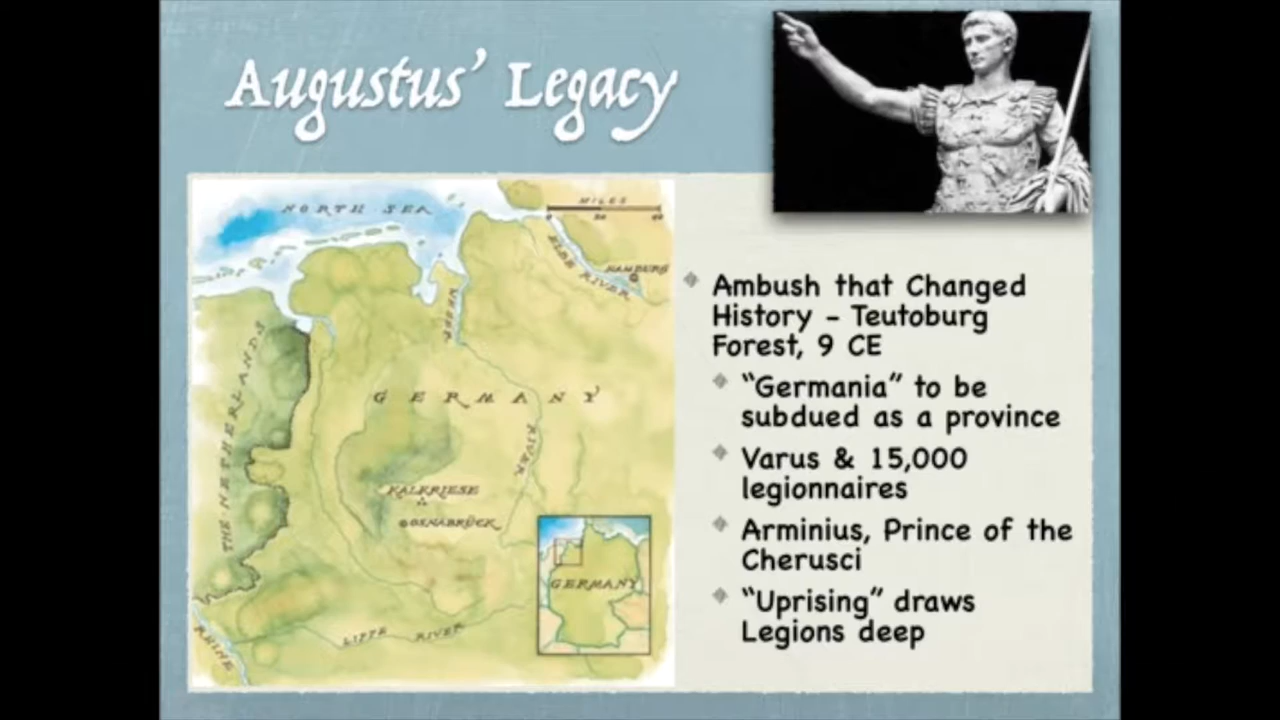 Augustus' Legacy
NORTH SEA
MILES
0
ELBE RIVER
HAMBURG
WESER
RIVER
THE NETHERLANDS
GERMANY
KALKRIESE
OSNABRÜCK
GERMANY
LIPPE RIVER
RHINE
Ambush that Changed
History - Teutoburg
Forest, 9 CE
"Germania" to be
subdued as a province
Varus & 15,000
legionnaires
Arminius, Prince of the
Cherusci
"Uprising" draws
Legions deep